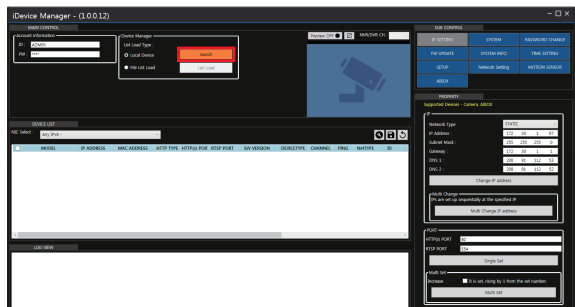 iDevice Manager - (1.0.0.12)
MAIN CONTROL
Account Information
ID : ADMIN
PW : ****
Device Manager
List Load Type :
Local Device
Search
File List Load
List Load
Preview OFF
NVR/DVR CH
DEVICE LIST
NIC Select : Any IPv4 -
MODEL IP ADDRESS MAC ADDRESS HTTP TYPE HTTP(s) POR RTSP PORT SW VERSION DEVICETYPE CHANNEL PING NetTYPE ID
LOG VIEW
SUB CONTROL
IP SETTING SYSTEM PASSWORD CHANGE
FW UPDATE SYSTEM INFO TIME SETTING
SETUP Network Setting MOTION SENSOR
AIBOX
PROPERTY
Supported Devices - Camera, AIBOX
IP
Network Type STATIC
IP Address : 172 30 1 87
Subnet Mask : 255 255 255 0
Gateway : 172 30 1 1
DNS 1 : 208 91 112 53
DNS 2 : 208 91 112 52
Change IP address
Multi Change
IPs are set up sequentially at the specified IP.
Multi Change IP address
PORT
HTTP(s) PORT 80
RTSP PORT 554
Single Set
Multi Set
Increase It is set, rising by 1 from the set number.
Multi Set